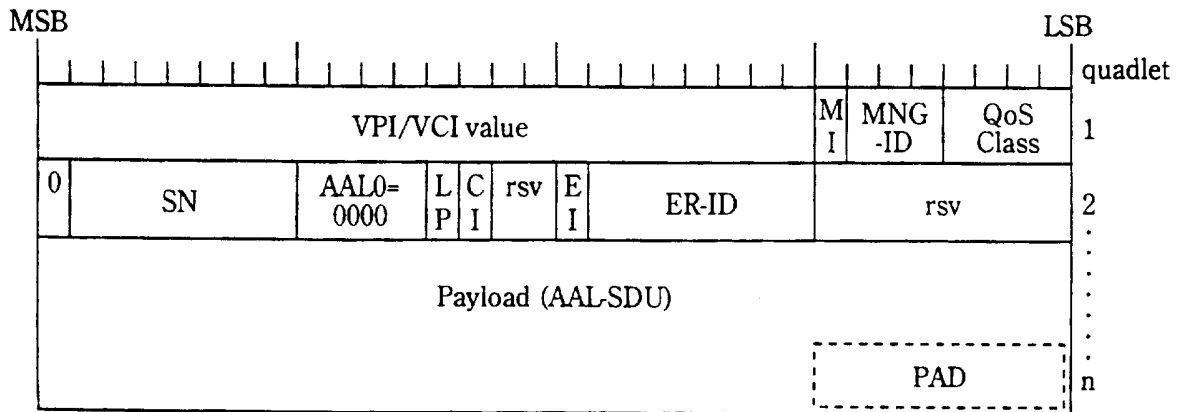 MSB LSB
quadlet
VPI/VCI value M I MNG -ID QoS Class 1
0 SN AAL0= 0000 L P C I rsv E I ER-ID rsv 2
Payload (AAL-SDU)
PAD n